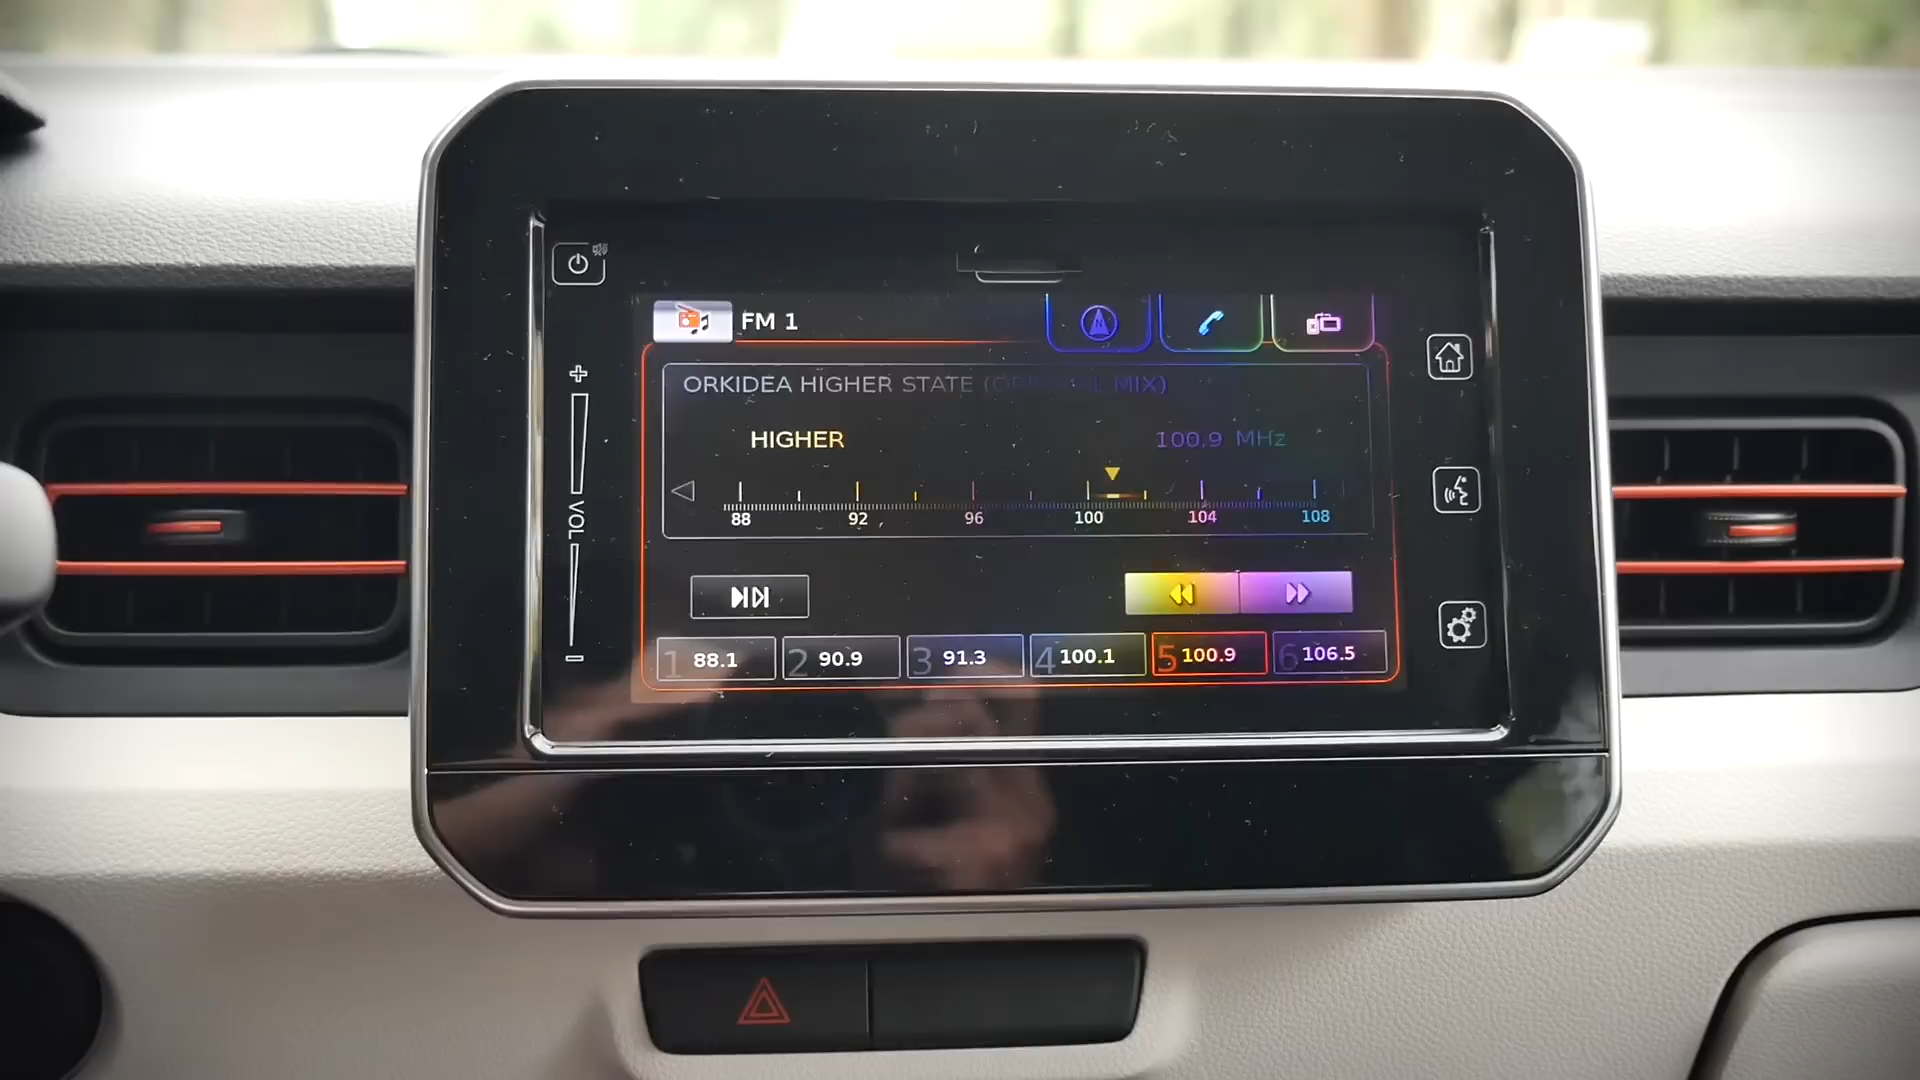 FM 1
ORKIDEA HIGHER STATE (ORIGINAL MIX)
HIGHER 100.9 MHz
88 92 96 100 104 108
VOL
1 88.1 2 90.9 3 91.3 4 100.1 5 100.9 6 106.5